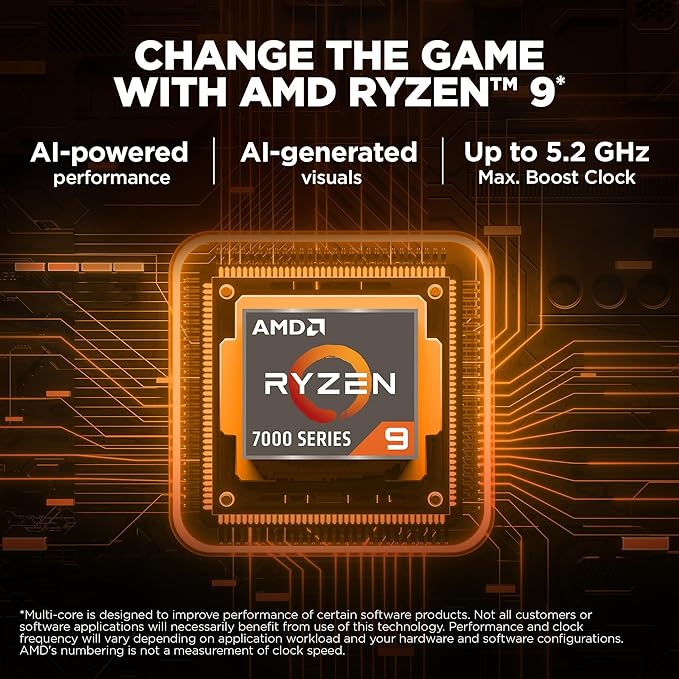 CHANGE THE GAME
WITH AMD RYZEN™ 9*
AI-powered
performance
AI-generated
visuals
Up to 5.2 GHz
Max. Boost Clock
AMD
RYZEN
7000 SERIES 9
*Multi-core is designed to improve performance of certain software products. Not all customers or
software applications will necessarily benefit from use of this technology. Performance and clock
frequency will vary depending on application workload and your hardware and software configurations.
AMD's numbering is not a measurement of clock speed.